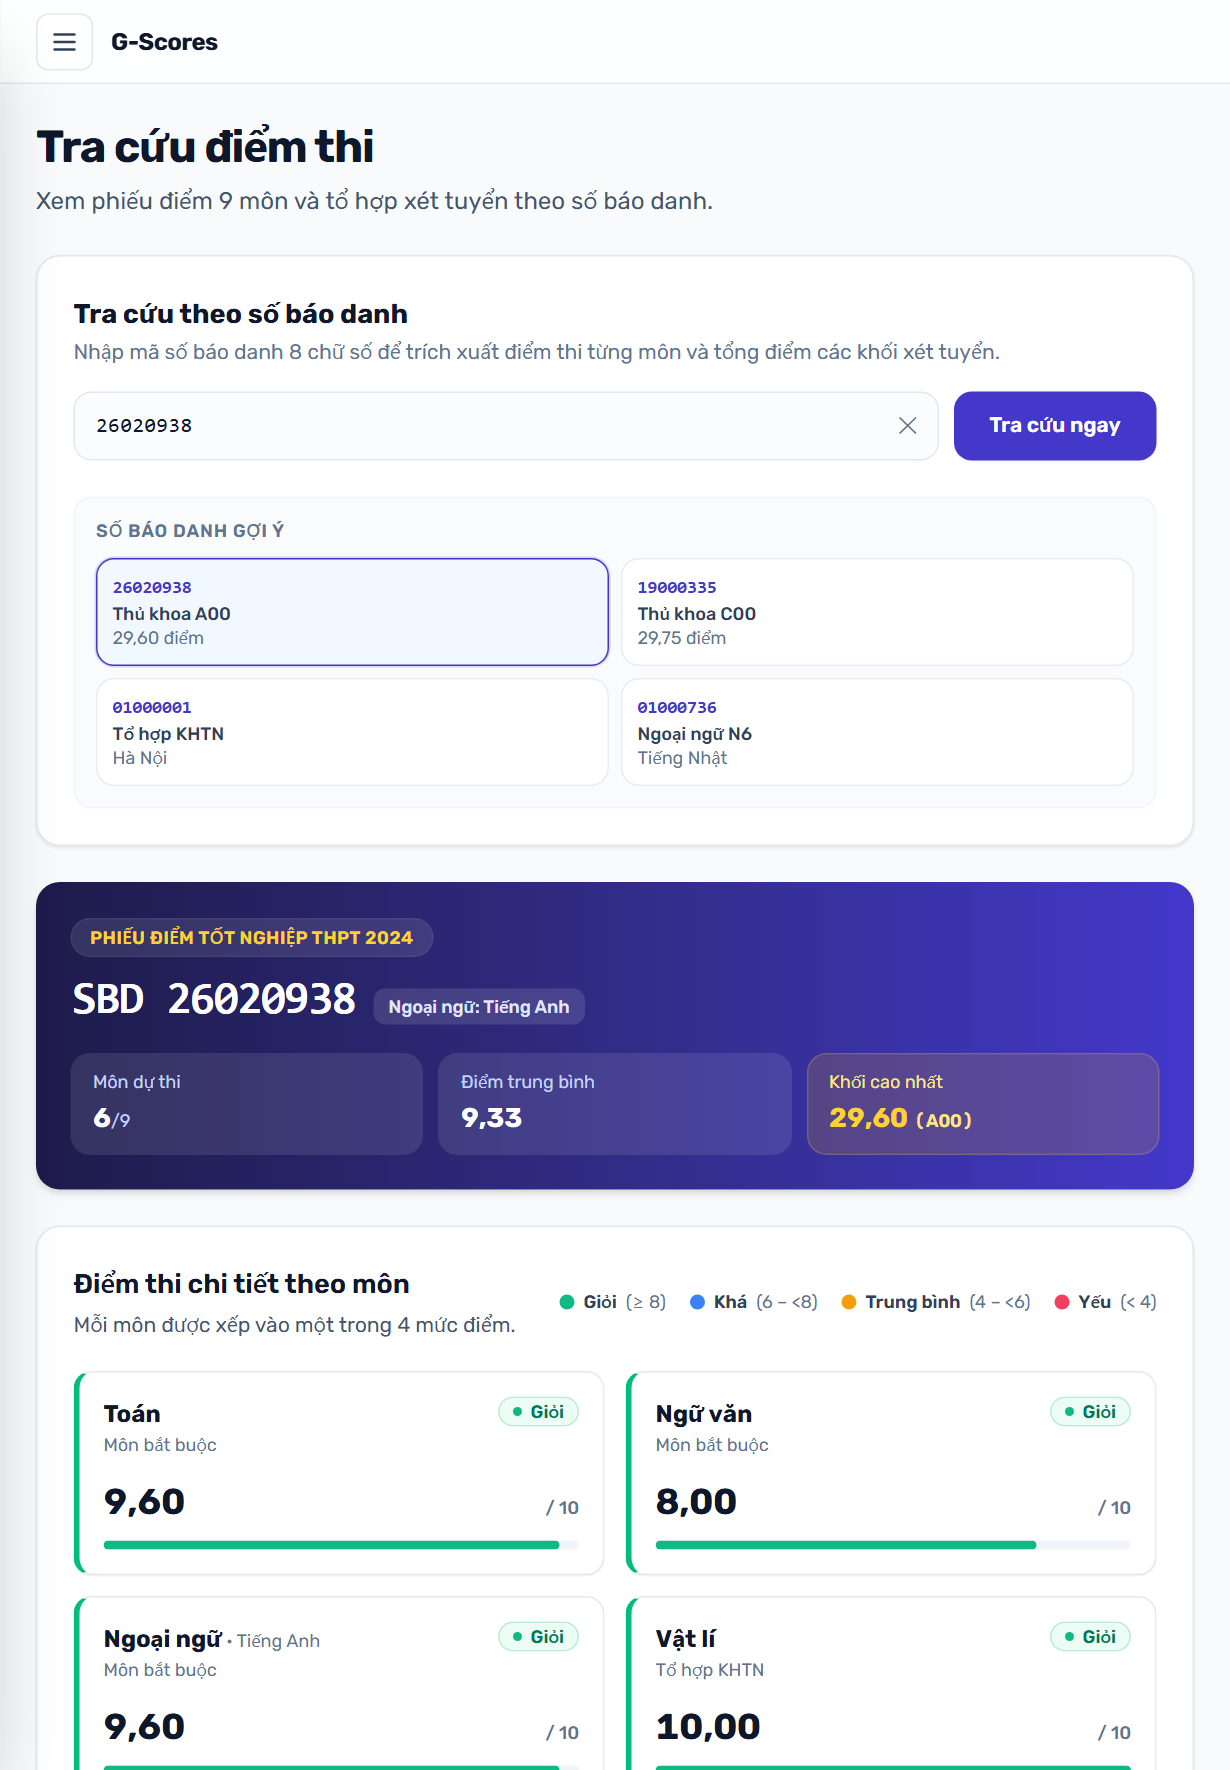 G-Scores
Tra cứu điểm thi
Xem phiếu điểm 9 môn và tổ hợp xét tuyển theo số báo danh.
Tra cứu theo số báo danh
Nhập mã số báo danh 8 chữ số để trích xuất điểm thi từng môn và tổng điểm các khối xét tuyển.
26020938
Tra cứu ngay
SỐ BÁO DANH GỢI Ý
26020938
Thủ khoa A00
29,60 điểm
19000335
Thủ khoa C00
29,75 điểm
01000001
Tổ hợp KHTN
Hà Nội
01000736
Ngoại ngữ N6
Tiếng Nhật
PHIẾU ĐIỂM TỐT NGHIỆP THPT 2024
SBD 26020938
Ngoại ngữ: Tiếng Anh
Môn dự thi
6/9
Điểm trung bình
9,33
Khối cao nhất
29,60 (A00)
Điểm thi chi tiết theo môn
Mỗi môn được xếp vào một trong 4 mức điểm.
Giỏi (≥ 8) Khá (6 – <8) Trung bình (4 – <6) Yếu (< 4)
Toán
Giỏi
Môn bắt buộc
9,60
/ 10
Ngữ văn
Giỏi
Môn bắt buộc
8,00
/ 10
Ngoại ngữ • Tiếng Anh
Giỏi
Môn bắt buộc
9,60
/ 10
Vật lí
Giỏi
Tổ hợp KHTN
10,00
/ 10